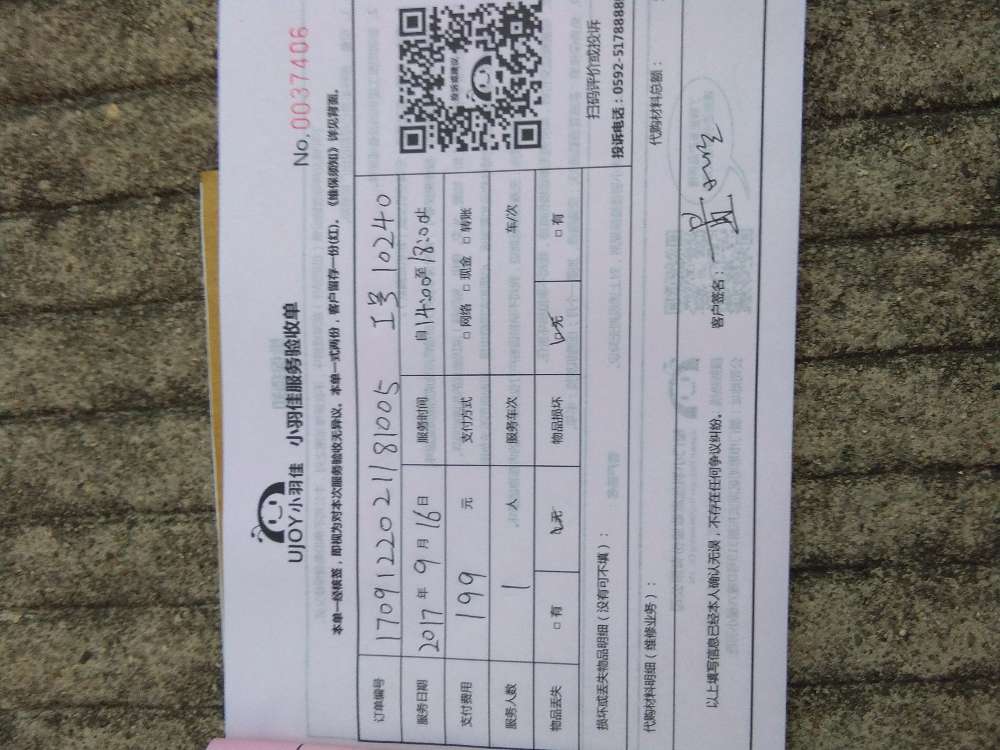 No. 0037406
UJOY小羽佳 小羽佳服务验收单
本单一经核签，即视为对本次服务验收无异议。本单一式两份，客户留存一份(红)。《维保须知》详见背面。
订单编号 1709122021181005 工号 10240
服务日期 2017年9月16日 服务时间 自14:00至18:00止
支付费用 199 元 支付方式 □网络 □现金 □转账
服务人数 1 人 服务车次 车/次
物品丢失 □有 ☑无 物品损坏 ☑无 □有
投诉或建议
扫码评价或投诉
投诉电话：0592-5178888
损坏或丢失物品明细（没有可不填）：
代购材料明细（维修业务）： 代购材料总额：
以上填写信息已经本人确认无误，不存在任何争议纠纷。 客户签名：